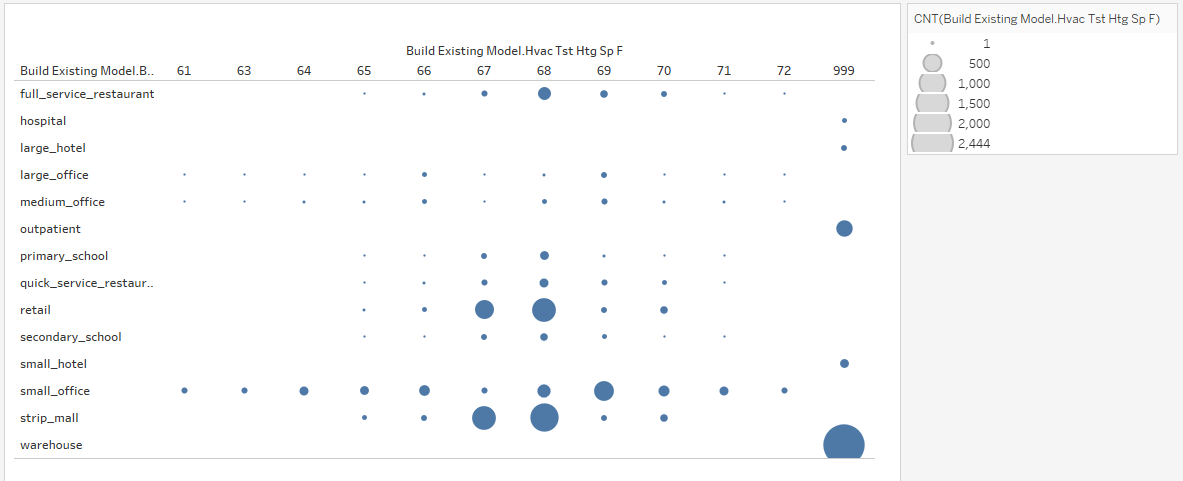 Build Existing Model.Hvac Tst Htg Sp F
Build Existing Model.B.. 61 63 64 65 66 67 68 69 70 71 72 999
full_service_restaurant
hospital
large_hotel
large_office
medium_office
outpatient
primary_school
quick_service_restaur..
retail
secondary_school
small_hotel
small_office
strip_mall
warehouse
CNT(Build Existing Model.Hvac Tst Htg Sp F)
1
500
1,000
1,500
2,000
2,444